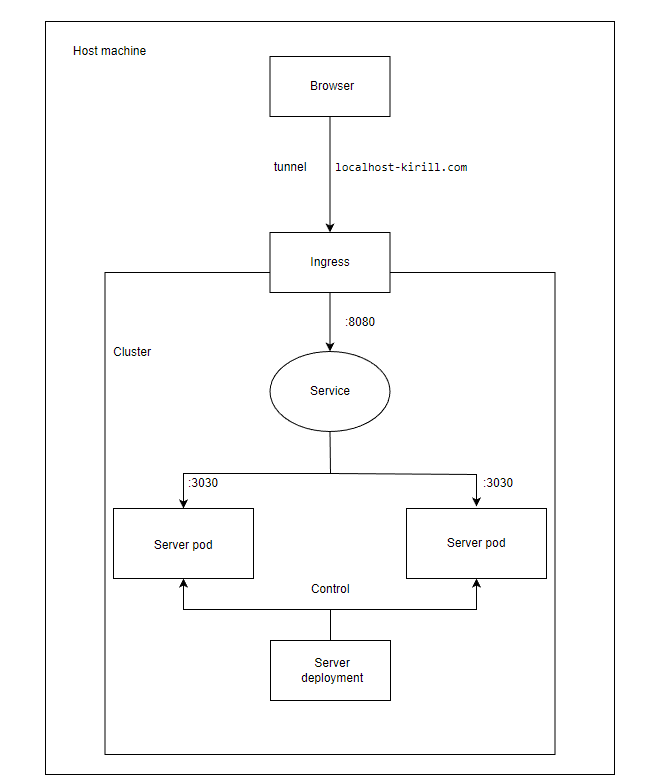 Host machine
Browser
tunnel
localhost-kirill.com
Ingress
:8080
Cluster
Service
:3030
:3030
Server pod
Server pod
Control
Server
deployment